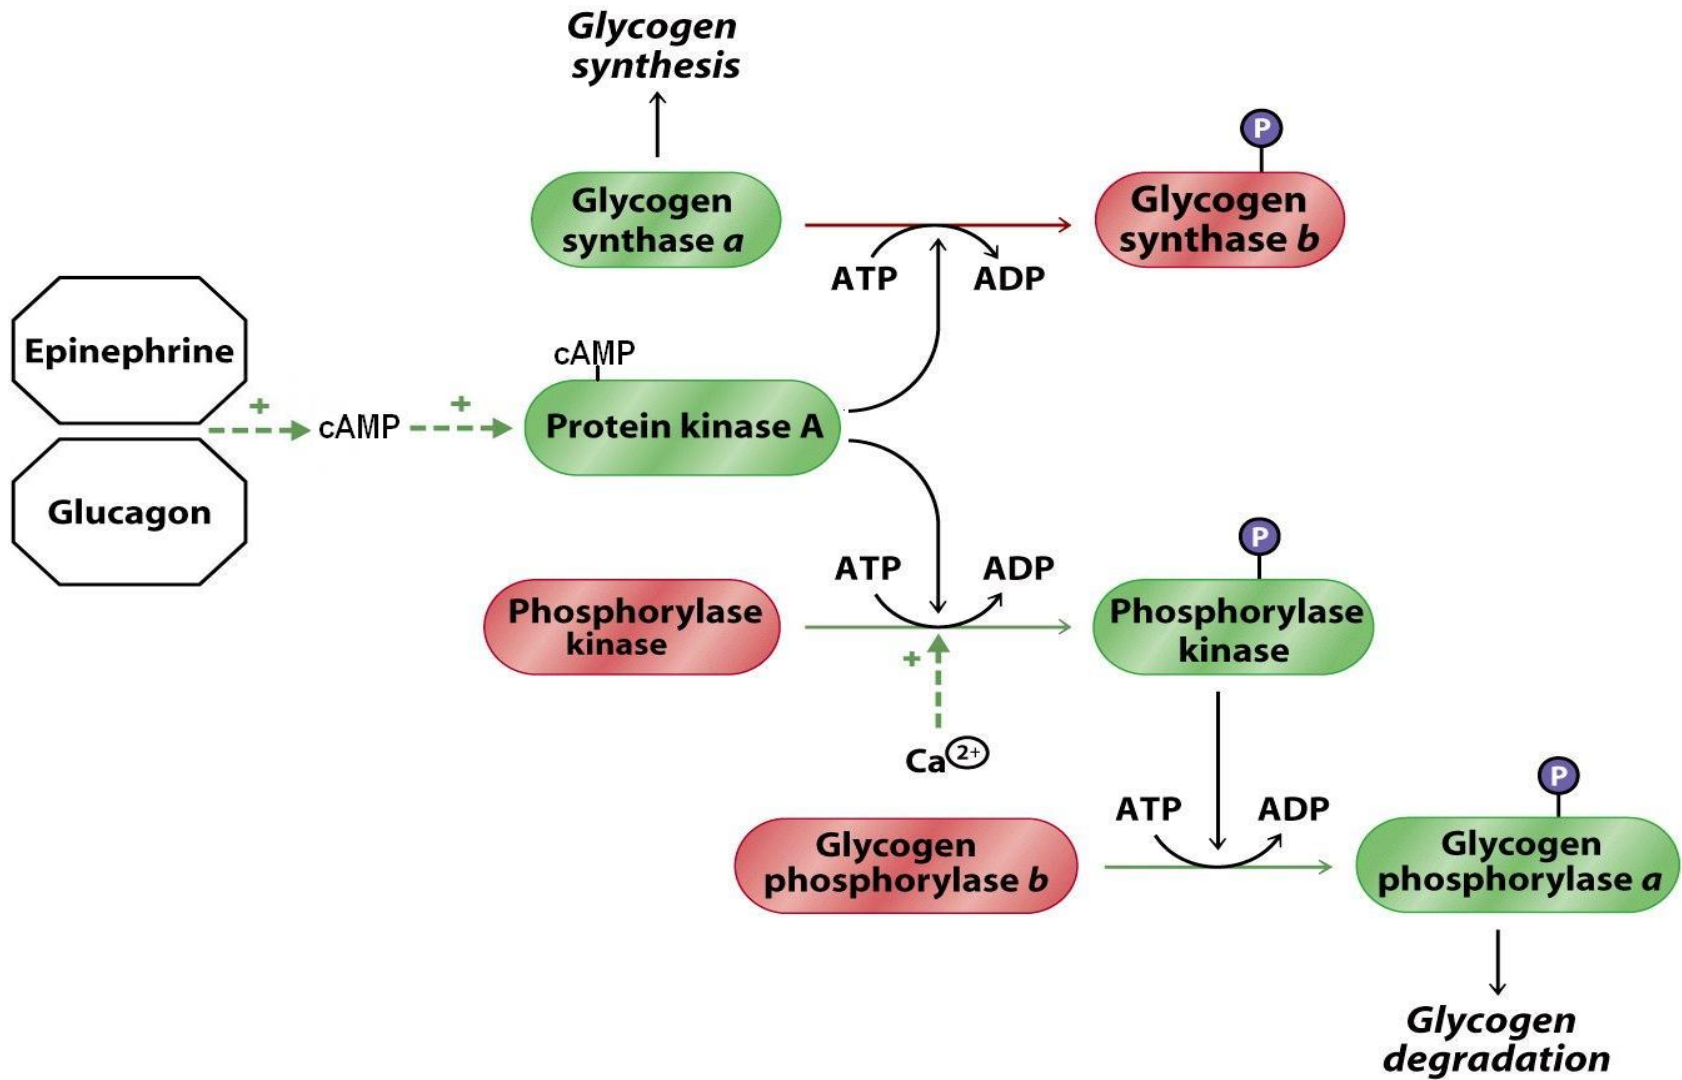 Glycogen
synthesis
P
Glycogen
synthase a
Glycogen
synthase b
ATP
ADP
Epinephrine
cAMP
+
+
cAMP
Protein kinase A
Glucagon
P
ATP
ADP
Phosphorylase
kinase
Phosphorylase
kinase
+
Ca2+
P
ATP
ADP
Glycogen
phosphorylase b
Glycogen
phosphorylase a
Glycogen
degradation